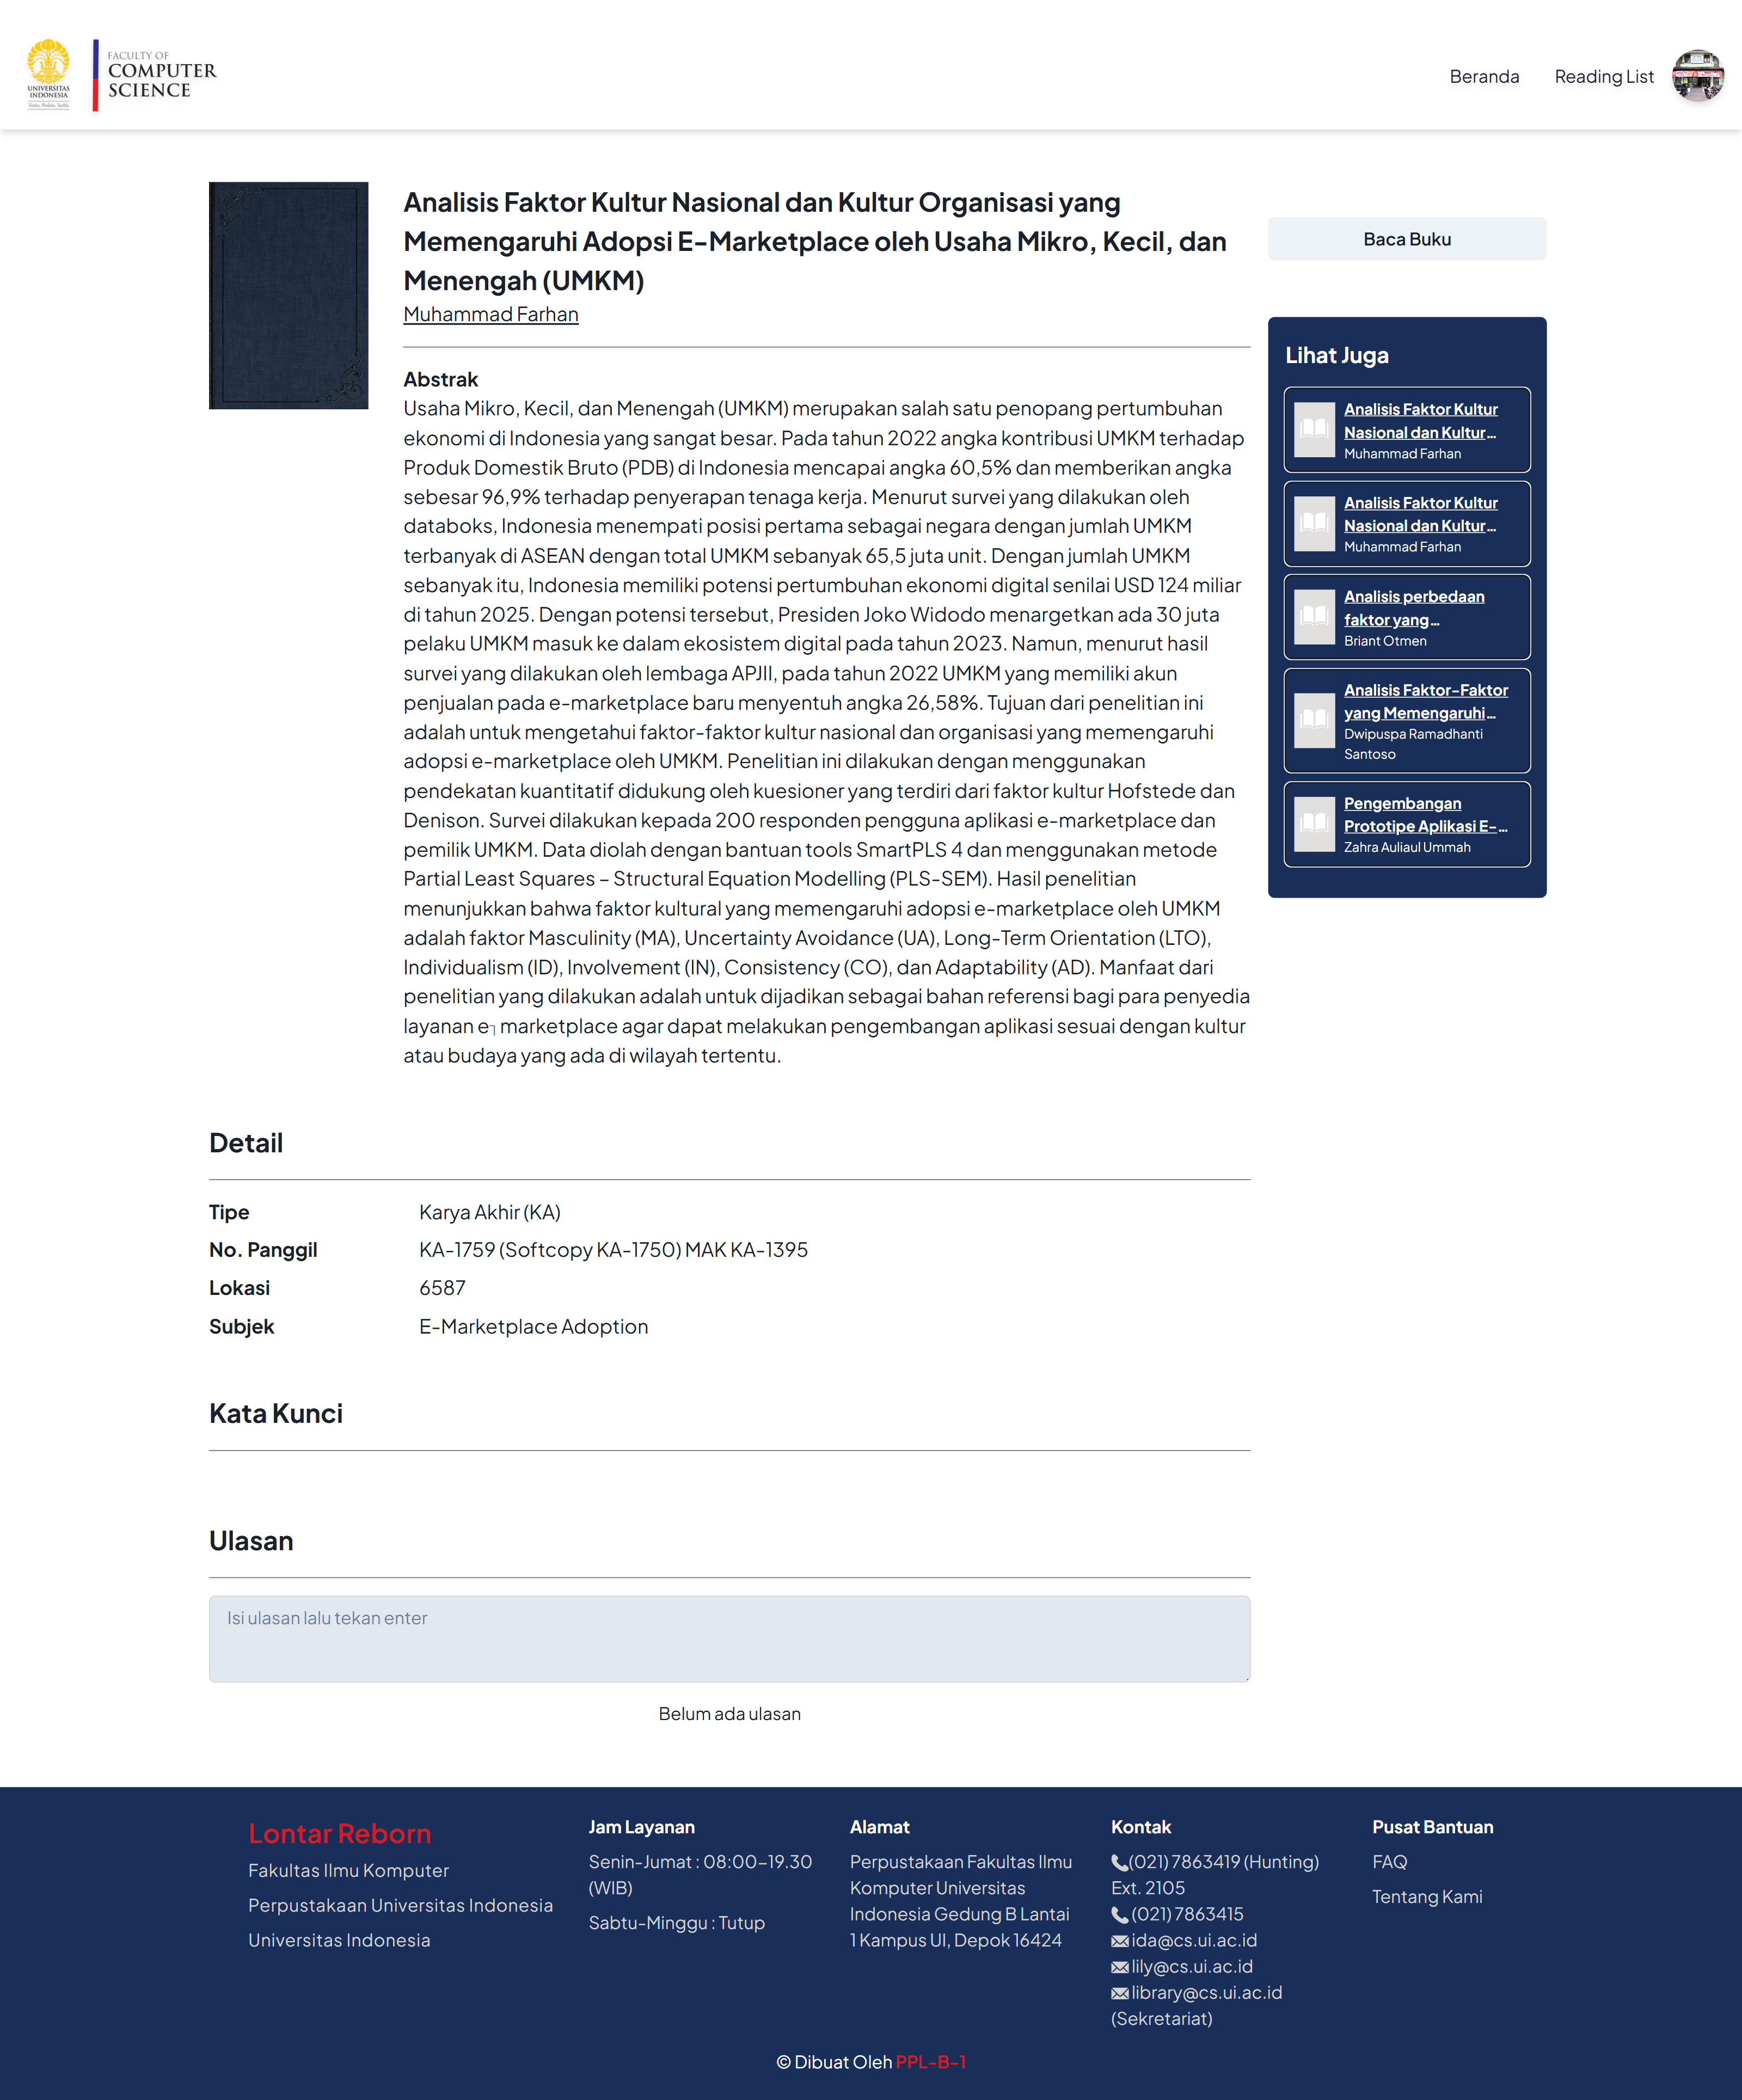 UNIVERSITAS
INDONESIA
Veritas, Probitas, Iustitia
FACULTY OF
COMPUTER
SCIENCE
Beranda
Reading List
Analisis Faktor Kultur Nasional dan Kultur Organisasi yang
Memengaruhi Adopsi E-Marketplace oleh Usaha Mikro, Kecil, dan
Menengah (UMKM)
Muhammad Farhan
Abstrak
Usaha Mikro, Kecil, dan Menengah (UMKM) merupakan salah satu penopang pertumbuhan
ekonomi di Indonesia yang sangat besar. Pada tahun 2022 angka kontribusi UMKM terhadap
Produk Domestik Bruto (PDB) di Indonesia mencapai angka 60,5% dan memberikan angka
sebesar 96,9% terhadap penyerapan tenaga kerja. Menurut survei yang dilakukan oleh
databoks, Indonesia menempati posisi pertama sebagai negara dengan jumlah UMKM
terbanyak di ASEAN dengan total UMKM sebanyak 65,5 juta unit. Dengan jumlah UMKM
sebanyak itu, Indonesia memiliki potensi pertumbuhan ekonomi digital senilai USD 124 miliar
di tahun 2025. Dengan potensi tersebut, Presiden Joko Widodo menargetkan ada 30 juta
pelaku UMKM masuk ke dalam ekosistem digital pada tahun 2023. Namun, menurut hasil
survei yang dilakukan oleh lembaga APJII, pada tahun 2022 UMKM yang memiliki akun
penjualan pada e-marketplace baru menyentuh angka 26,58%. Tujuan dari penelitian ini
adalah untuk mengetahui faktor-faktor kultur nasional dan organisasi yang memengaruhi
adopsi e-marketplace oleh UMKM. Penelitian ini dilakukan dengan menggunakan
pendekatan kuantitatif didukung oleh kuesioner yang terdiri dari faktor kultur Hofstede dan
Denison. Survei dilakukan kepada 200 responden pengguna aplikasi e-marketplace dan
pemilik UMKM. Data diolah dengan bantuan tools SmartPLS 4 dan menggunakan metode
Partial Least Squares – Structural Equation Modelling (PLS-SEM). Hasil penelitian
menunjukkan bahwa faktor kultural yang memengaruhi adopsi e-marketplace oleh UMKM
adalah faktor Masculinity (MA), Uncertainty Avoidance (UA), Long-Term Orientation (LTO),
Individualism (ID), Involvement (IN), Consistency (CO), dan Adaptability (AD). Manfaat dari
penelitian yang dilakukan adalah untuk dijadikan sebagai bahan referensi bagi para penyedia
layanan e┐ marketplace agar dapat melakukan pengembangan aplikasi sesuai dengan kultur
atau budaya yang ada di wilayah tertentu.
Baca Buku
Lihat Juga
Analisis Faktor Kultur
Nasional dan Kultur...
Muhammad Farhan
Analisis Faktor Kultur
Nasional dan Kultur...
Muhammad Farhan
Analisis perbedaan
faktor yang...
Briant Otmen
Analisis Faktor-Faktor
yang Memengaruhi...
Dwipuspa Ramadhanti
Santoso
Pengembangan
Prototipe Aplikasi E-...
Zahra Auliaul Ummah
Detail
Tipe Karya Akhir (KA)
No. Panggil KA-1759 (Softcopy KA-1750) MAK KA-1395
Lokasi 6587
Subjek E-Marketplace Adoption
Kata Kunci
Ulasan
Isi ulasan lalu tekan enter
Belum ada ulasan
Lontar Reborn
Fakultas Ilmu Komputer
Perpustakaan Universitas Indonesia
Universitas Indonesia
Jam Layanan
Senin-Jumat : 08:00-19.30
(WIB)
Sabtu-Minggu : Tutup
Alamat
Perpustakaan Fakultas Ilmu
Komputer Universitas
Indonesia Gedung B Lantai
1 Kampus UI, Depok 16424
Kontak
(021) 7863419 (Hunting)
Ext. 2105
(021) 7863415
ida@cs.ui.ac.id
lily@cs.ui.ac.id
library@cs.ui.ac.id
(Sekretariat)
Pusat Bantuan
FAQ
Tentang Kami
© Dibuat Oleh PPL-B-1